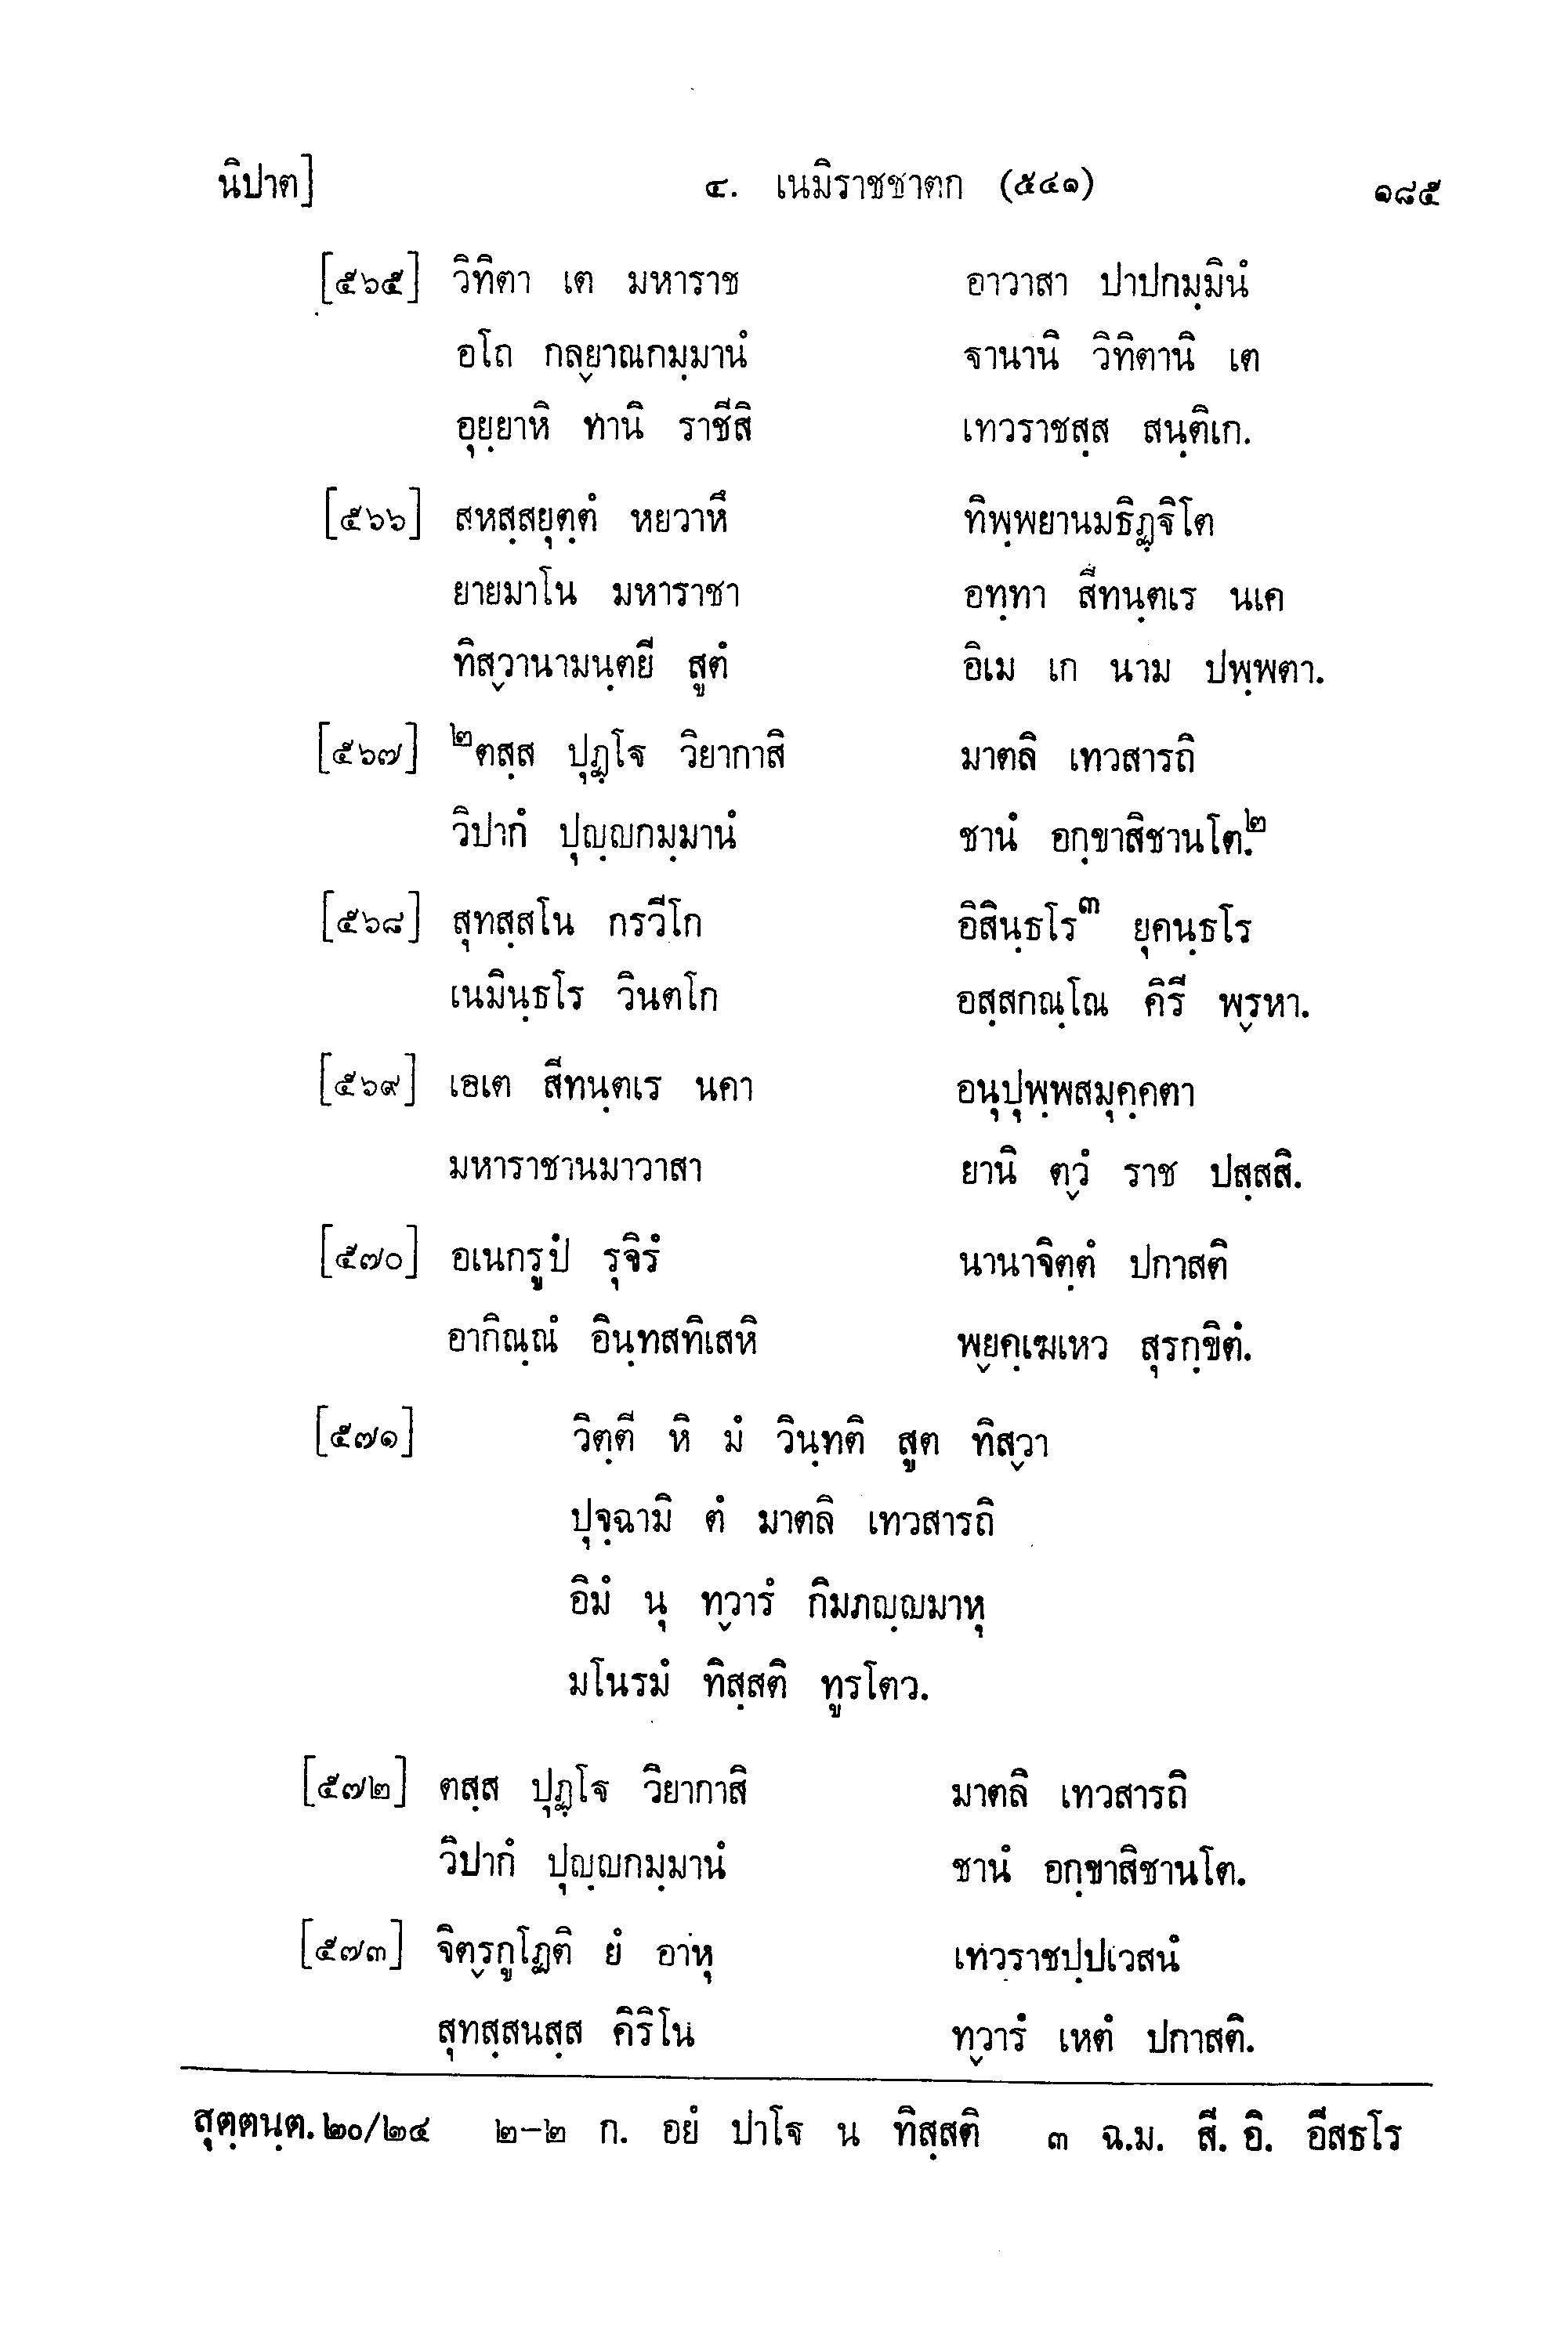 นิปาต] ๔. เนมิราชชาตก (๕๔๑) ๑๘๕
[๕๖๕] วิทิตา เต มหาราช อาวาสา ปาปกมฺมินํ
อโถ กลฺยาณกมฺมานํ ฐานานิ วิทิตานิ เต
อุยฺยาหิ ทานิ ราชีสิ เทวราชสฺส สนฺติเก.
[๕๖๖] สหสฺสยุตฺตํ หยวาหึ ทิพฺพยานมธิฏฺฐิโต
ยายมาโน มหาราชา อทฺทา สีทนฺตเร นเค
ทิสฺวานามนฺตยี สูตํ อิเม เก นาม ปพฺพตา.
[๕๖๗] ๒ตสฺส ปุฏฺโฐ วิยากาสิ มาตลิ เทวสารถิ
วิปากํ ปุญฺญกมฺมานํ ชานํ อกฺขาสิชานโต.๒
[๕๖๘] สุทสฺสโน กรวีโก อิสินฺธโร๓ ยุคนฺธโร
เนมินฺธโร วินตโก อสฺสกณฺโณ คิรี พฺรหา.
[๕๖๙] เอเต สีทนฺตเร นคา อนุปุพฺพสมุคฺคตา
มหาราชานมาวาสา ยานิ ตฺวํ ราช ปสฺสสิ.
[๕๗๐] อเนกรูปํ รุจิรํ นานาจิตฺตํ ปกาสติ
อากิณฺณํ อินฺทสทิเสหิ พฺยคฺเฆเหว สุรกฺขิตํ.
[๕๗๑] วิตฺตี หิ มํ วินฺทติ สูต ทิสฺวา
ปุจฺฉามิ ตํ มาตลิ เทวสารถิ
อิมํ นุ ทฺวารํ กิมภญฺญมาหุ
มโนรมํ ทิสฺสติ ทูรโตว.
[๕๗๒] ตสฺส ปุฏฺโฐ วิยากาสิ มาตลิ เทวสารถิ
วิปากํ ปุญฺญกมฺมานํ ชานํ อกฺขาสิชานโต.
[๕๗๓] จิตฺรกูโฏติ ยํ อาหุ เทวราชปฺปเวสนํ
สุทสฺสนสฺส คิริโน ทฺวารํ เหตํ ปกาสติ.
สุตฺตนฺต. ๒๐/๒๔ ๒-๒ ก. อยํ ปาโฐ น ทิสฺสติ ๓ ฉ.ม. สี. อิ. อีสธโร